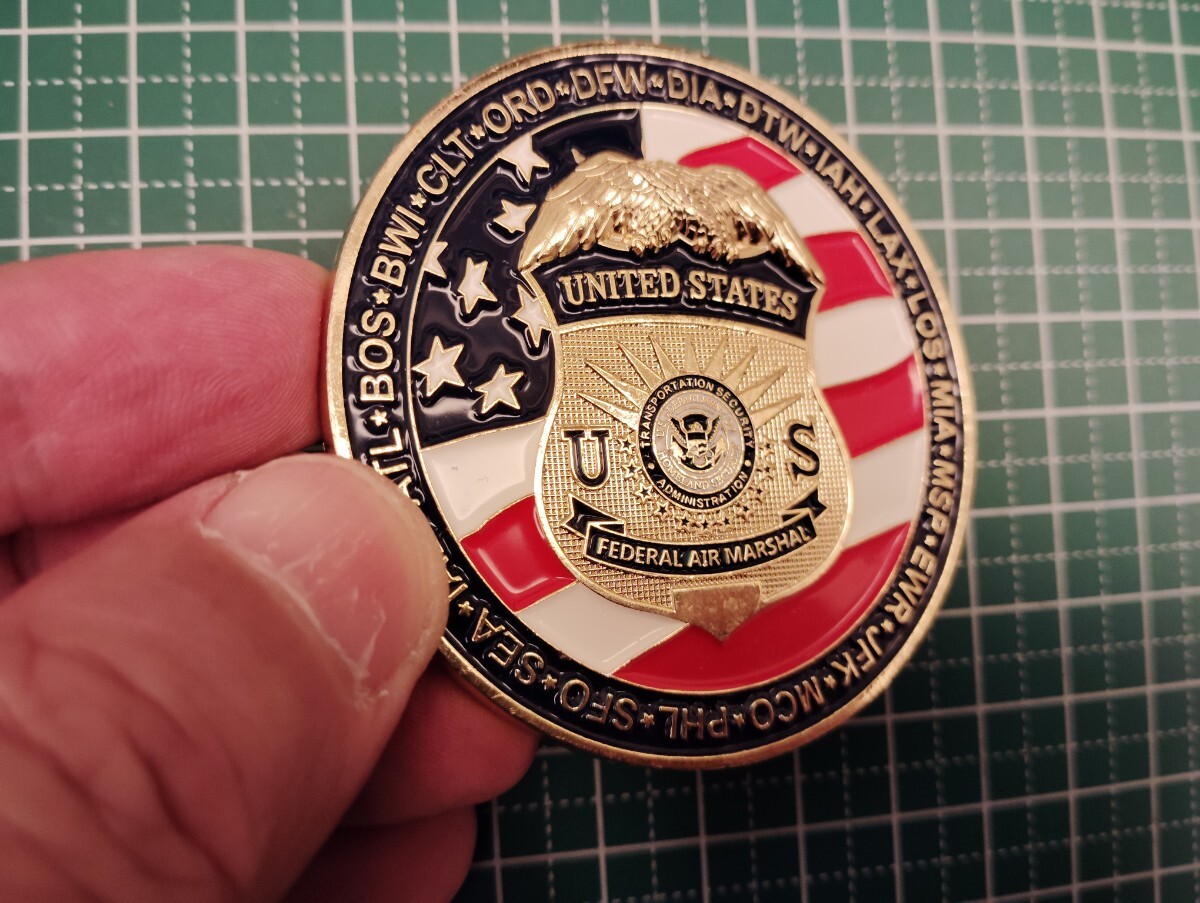 BOS★BWI★CLT★ORD★DFW★DIA★DTW★IAH★LAX★LOS★MIA★MSP★EWR★JFK★MCO★PHL★SFO★SEA★
UNITED STATES
TRANSPORTATION SECURITY
ADMINISTRATION
U S
FEDERAL AIR MARSHAL